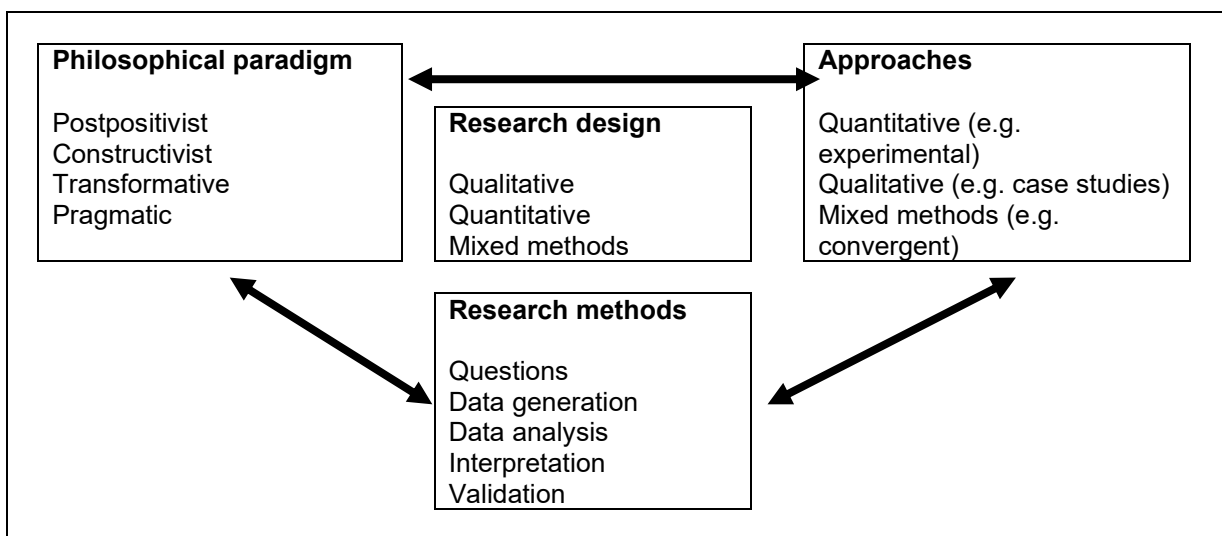 Philosophical paradigm
Postpositivist
Constructivist
Transformative
Pragmatic
Research design
Qualitative
Quantitative
Mixed methods
Approaches
Quantitative (e.g.
experimental)
Qualitative (e.g. case studies)
Mixed methods (e.g.
convergent)
Research methods
Questions
Data generation
Data analysis
Interpretation
Validation